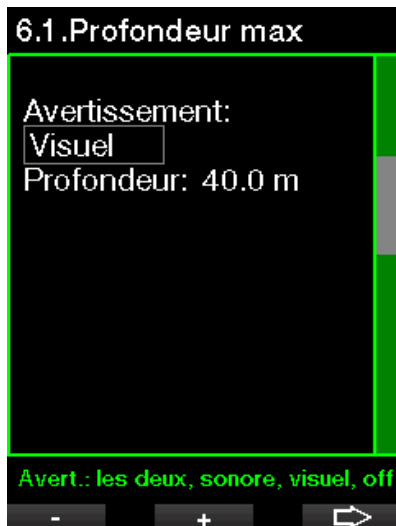 6.1.Profondeur max
Avertissement:
Visuel
Profondeur: 40.0 m
Avert.: les deux, sonore, visuel, off
- +